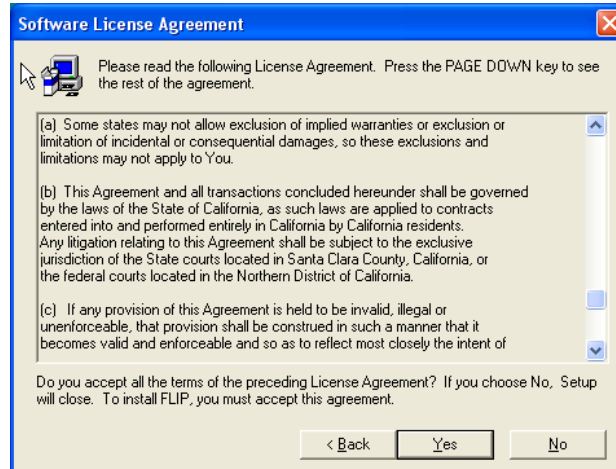 Software License Agreement
Please read the following License Agreement. Press the PAGE DOWN key to see
the rest of the agreement.
(a) Some states may not allow exclusion of implied warranties or exclusion or
limitation of incidental or consequential damages, so these exclusions and
limitations may not apply to You.
(b) This Agreement and all transactions concluded hereunder shall be governed
by the laws of the State of California, as such laws are applied to contracts
entered into and performed entirely in California by California residents.
Any litigation relating to this Agreement shall be subject to the exclusive
jurisdiction of the State courts located in Santa Clara County, California, or
the federal courts located in the Northern District of California.
(c) If any provision of this Agreement is held to be invalid, illegal or
unenforceable, that provision shall be construed in such a manner that it
becomes valid and enforceable and so as to reflect most closely the intent of
Do you accept all the terms of the preceding License Agreement? If you choose No, Setup
will close. To install FLIP, you must accept this agreement.
< Back
Yes
No